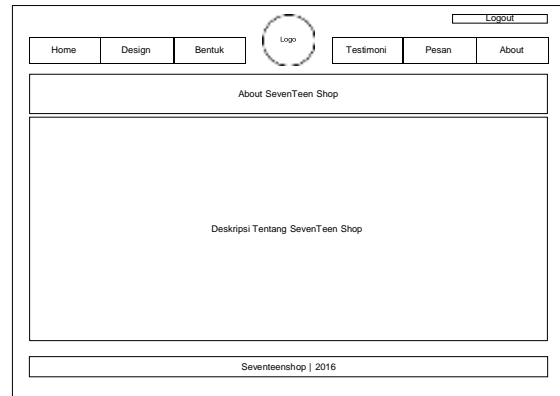 Logout
Home Design Bentuk Logo Testimoni Pesan About
About SevenTeen Shop
Deskripsi Tentang SevenTeen Shop
Seventeenshop | 2016